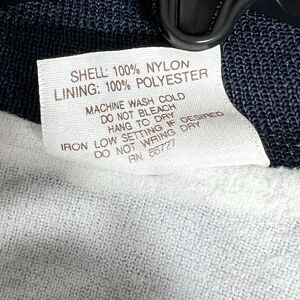 SHELL: 100% NYLON
LINING: 100% POLYESTER
MACHINE WASH COLD
DO NOT BLEACH
HANG TO DRY
IRON LOW SETTING IF DESIRED
DO NOT WRING DRY
RN 58727